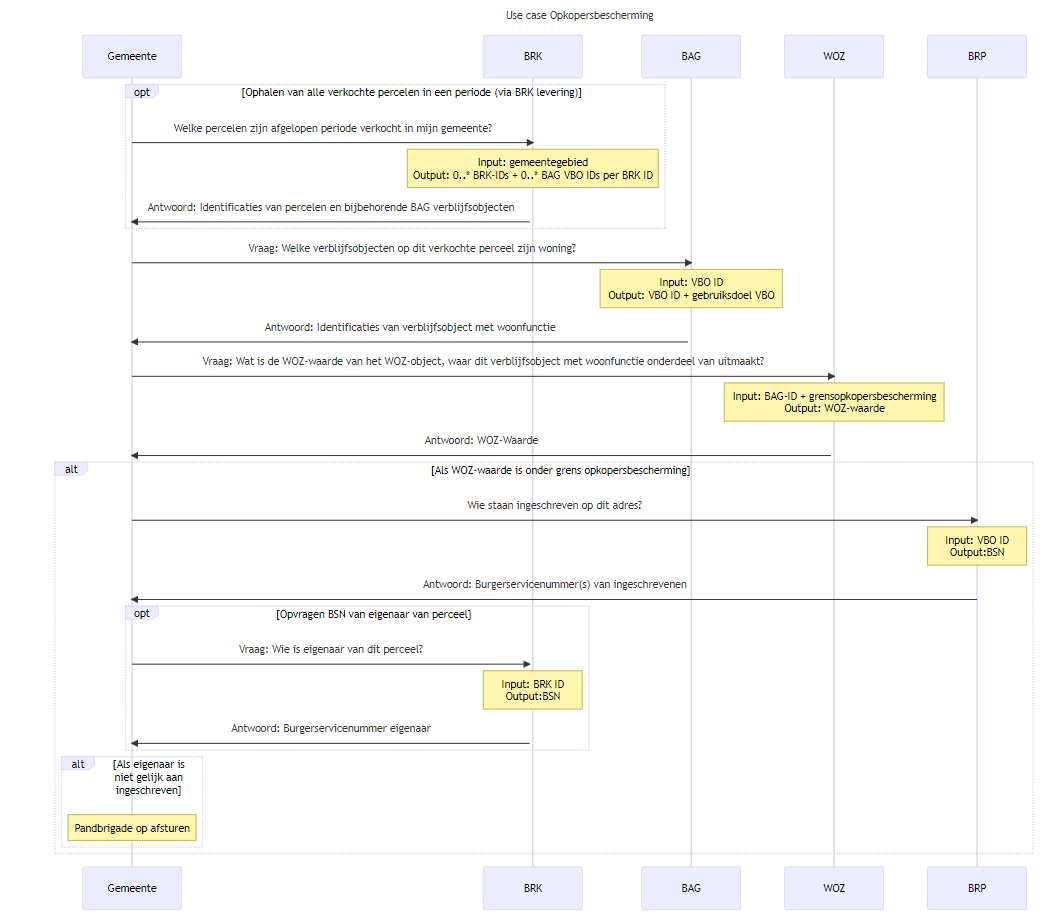 Use case Opkopersbescherming
Gemeente
BRK
BAG
WOZ
BRP
opt
[Ophalen van alle verkochte percelen in een periode (via BRK levering)]
Welke percelen zijn afgelopen periode verkocht in mijn gemeente?
Input: gemeentegebied
Output: 0..* BRK-IDs + 0..* BAG VBO IDs per BRK ID
Antwoord: Identificaties van percelen en bijbehorende BAG verblijfsobjecten
Vraag: Welke verblijfsobjecten op dit verkochte perceel zijn woning?
Input: VBO ID
Output: VBO ID + gebruiksdoel VBO
Antwoord: Identificaties van verblijfsobject met woonfunctie
Vraag: Wat is de WOZ-waarde van het WOZ-object, waar dit verblijfsobject met woonfunctie onderdeel van uitmaakt?
Input: BAG-ID + grensopkopersbescherming
Output: WOZ-waarde
Antwoord: WOZ-Waarde
alt
[Als WOZ-waarde is onder grens opkopersbescherming]
Wie staan ingeschreven op dit adres?
Input: VBO ID
Output:BSN
Antwoord: Burgerservicenummer(s) van ingeschrevenen
opt
[Opvragen BSN van eigenaar van perceel]
Vraag: Wie is eigenaar van dit perceel?
Input: BRK ID
Output:BSN
Antwoord: Burgerservicenummer eigenaar
alt
[Als eigenaar is
niet gelijk aan
ingeschreven]
Pandbrigade op afsturen
Gemeente
BRK
BAG
WOZ
BRP